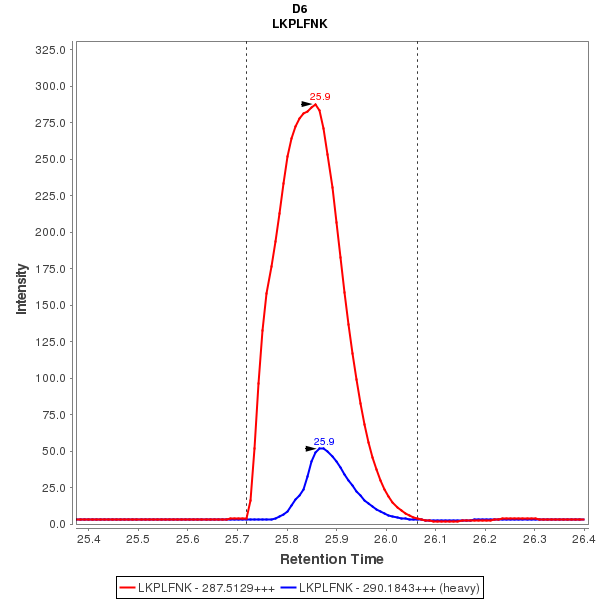 D6
LKPLFNK
325.0
300.0
275.0
250.0
225.0
200.0
175.0
150.0
125.0
100.0
75.0
50.0
25.0
0.0
Intensity
25.9
25.9
25.4 25.5 25.6 25.7 25.8 25.9 26.0 26.1 26.2 26.3 26.4
Retention Time
LKPLFNK - 287.5129+++ LKPLFNK - 290.1843+++ (heavy)